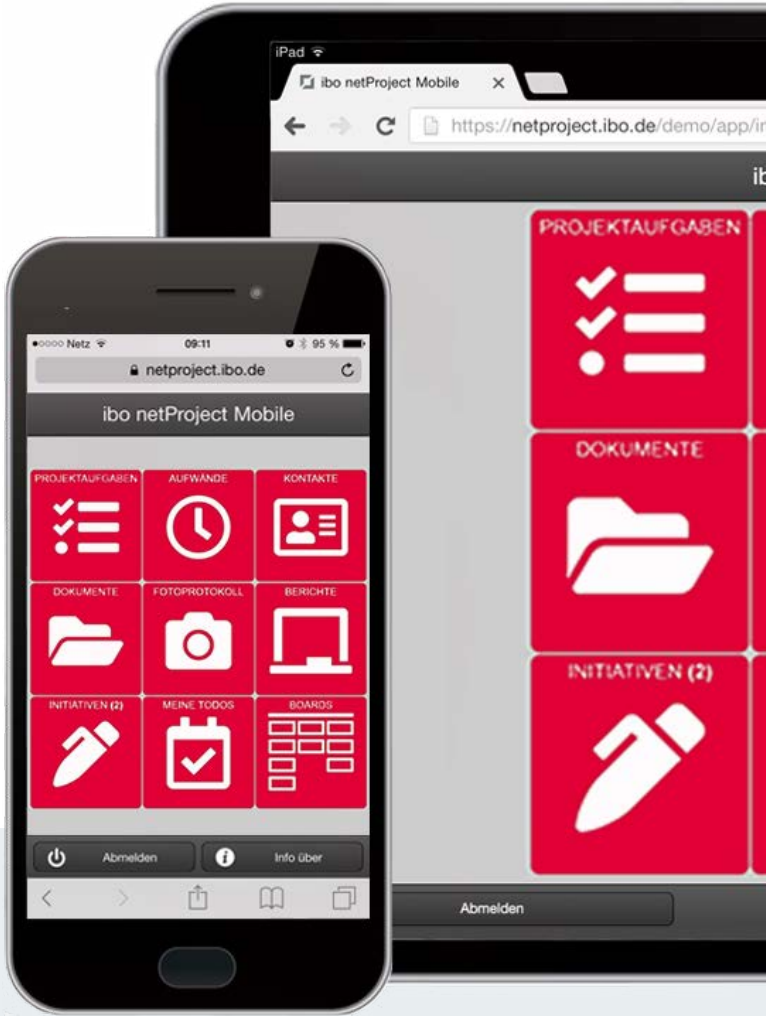 iPad
ibo netProject Mobile
https://netproject.ibo.de/demo/app/in
ib
PROJEKTAUFGABEN
DOKUMENTE
INITIATIVEN (2)
Abmelden
Netz 09:11 95 %
netproject.ibo.de
ibo netProject Mobile
PROJEKTAUFGABEN AUFWÄNDE KONTAKTE
DOKUMENTE FOTOPROTOKOLL BERICHTE
INITIATIVEN (2) MEINE TODOS BOARDS
Abmelden Info über